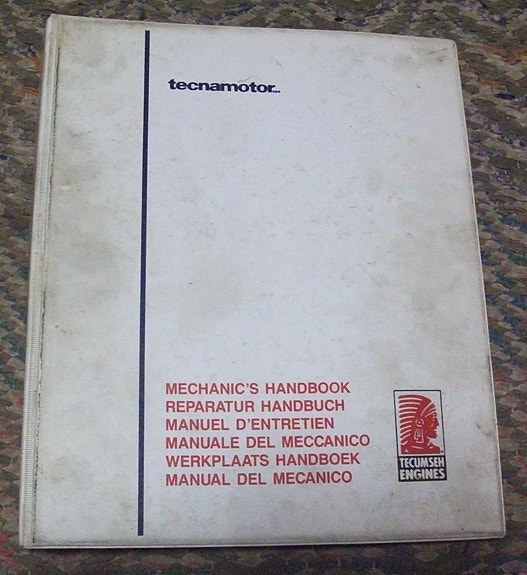 tecnamotor
MECHANIC'S HANDBOOK
REPARATUR HANDBUCH
MANUEL D'ENTRETIEN
MANUALE DEL MECCANICO
WERKPLAATS HANDBOEK
MANUAL DEL MECANICO
TECUMSEH
ENGINES